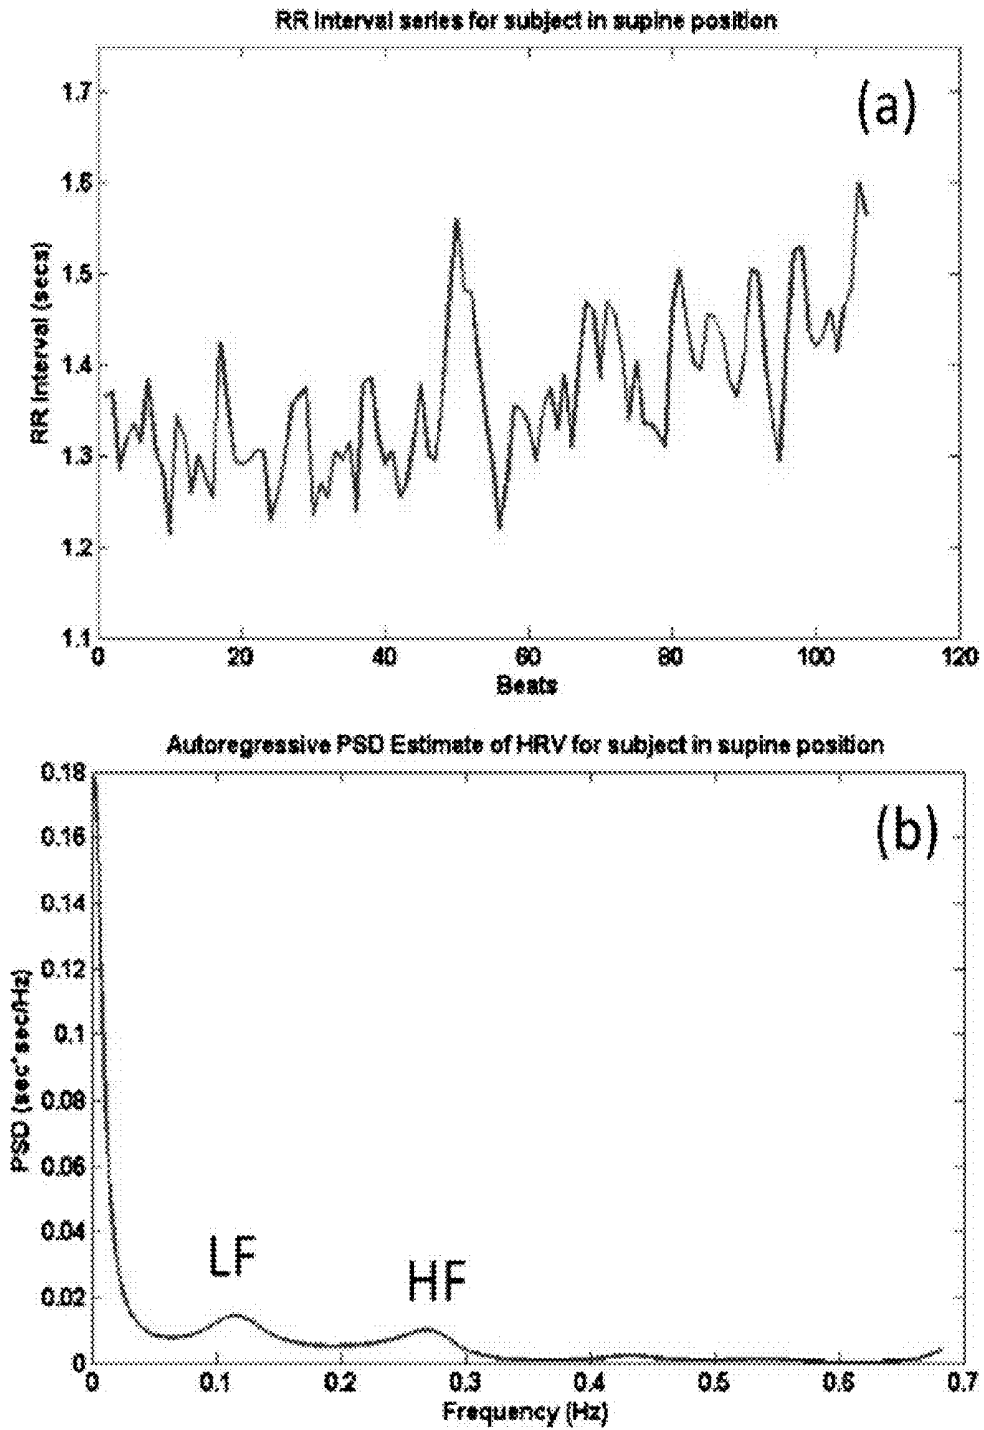 RR Interval series for subject in supine position
(a)
1.7
1.6
1.5
1.4
1.3
1.2
1.1
RR Interval (secs)
0 20 40 60 80 100 120
Beats
Autoregressive PSD Estimate of HRV for subject in supine position
(b)
0.18
0.16
0.14
0.12
0.1
0.08
0.06
0.04
0.02
0
PSD (sec*sec/Hz)
LF
HF
0 0.1 0.2 0.3 0.4 0.5 0.6 0.7
Frequency (Hz)